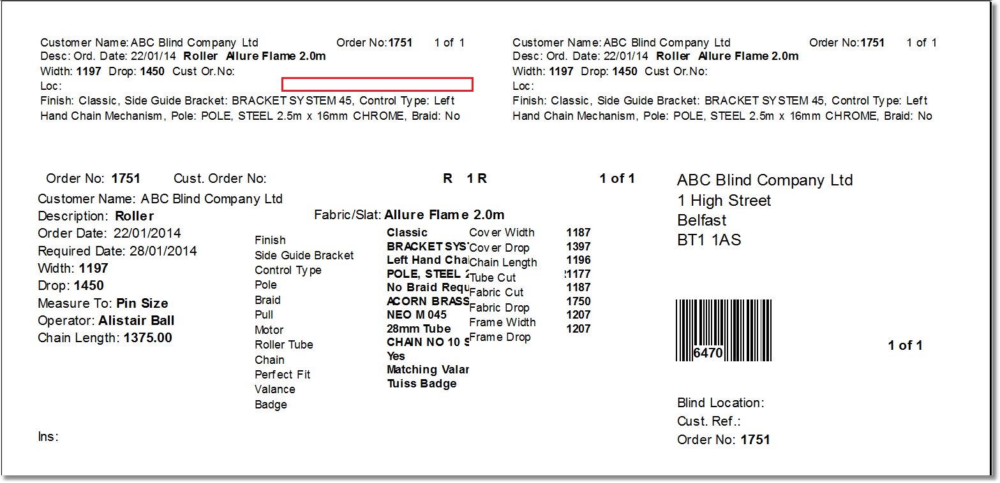 Customer Name: ABC Blind Company Ltd Order No: 1751 1 of 1
Desc: Ord. Date: 22/01/14 Roller Allure Flame 2.0m
Width: 1197 Drop: 1450 Cust Or.No:
Loc:
Finish: Classic, Side Guide Bracket: BRACKET SYSTEM 45, Control Type: Left
Hand Chain Mechanism, Pole: POLE, STEEL 2.5m x 16mm CHROME, Braid: No
Customer Name: ABC Blind Company Ltd Order No: 1751 1 of 1
Desc: Ord. Date: 22/01/14 Roller Allure Flame 2.0m
Width: 1197 Drop: 1450 Cust Or.No:
Loc:
Finish: Classic, Side Guide Bracket: BRACKET SYSTEM 45, Control Type: Left
Hand Chain Mechanism, Pole: POLE, STEEL 2.5m x 16mm CHROME, Braid: No
Order No: 1751 Cust. Order No: R 1 R 1 of 1
Customer Name: ABC Blind Company Ltd
Description: Roller Fabric/Slat: Allure Flame 2.0m
Order Date: 22/01/2014
Required Date: 28/01/2014
Width: 1197
Drop: 1450
Measure To: Pin Size
Operator: Alistair Ball
Chain Length: 1375.00
Finish
Side Guide Bracket
Control Type
Pole
Braid
Pull
Motor
Roller Tube
Chain
Perfect Fit
Valance
Badge
Classic
BRACKET SYS
Left Hand Cha
POLE, STEEL 2
No Braid Requ
ACORN BRASS
NEO M 045
28mm Tube
CHAIN NO 10 S
Yes
Matching Valar
Tuiss Badge
Cover Width
Cover Drop
Chain Length
Tube Cut
Fabric Cut
Fabric Drop
Frame Width
Frame Drop
1187
1397
1196
1177
1187
1750
1207
1207
ABC Blind Company Ltd
1 High Street
Belfast
BT1 1AS
6470
1 of 1
Blind Location:
Cust. Ref.:
Order No: 1751
Ins: